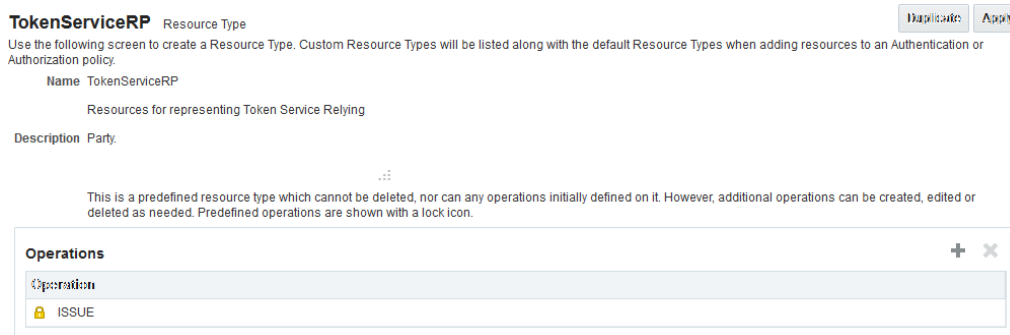 TokenServiceRP Resource Type
Duplicate Apply
Use the following screen to create a Resource Type. Custom Resource Types will be listed along with the default Resource Types when adding resources to an Authentication or
Authorization policy.
Name TokenServiceRP
Resources for representing Token Service Relying
Description Party.
This is a predefined resource type which cannot be deleted, nor can any operations initially defined on it. However, additional operations can be created, edited or
deleted as needed. Predefined operations are shown with a lock icon.
Operations
Operation
ISSUE